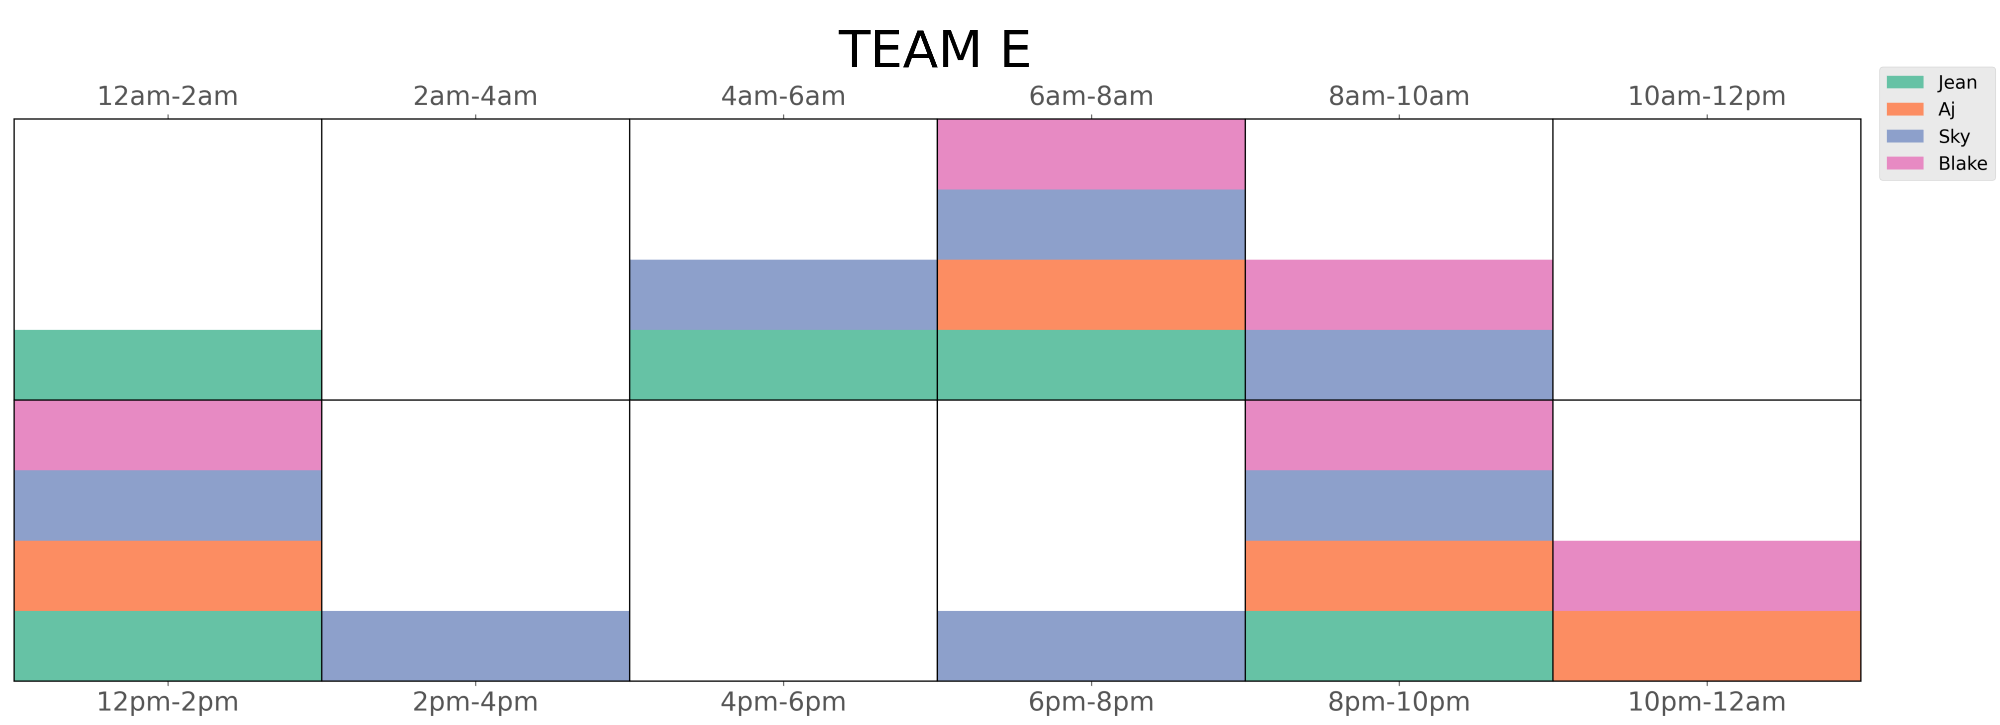 TEAM E
12am-2am 2am-4am 4am-6am 6am-8am 8am-10am 10am-12pm
Jean
Aj
Sky
Blake
12pm-2pm 2pm-4pm 4pm-6pm 6pm-8pm 8pm-10pm 10pm-12am